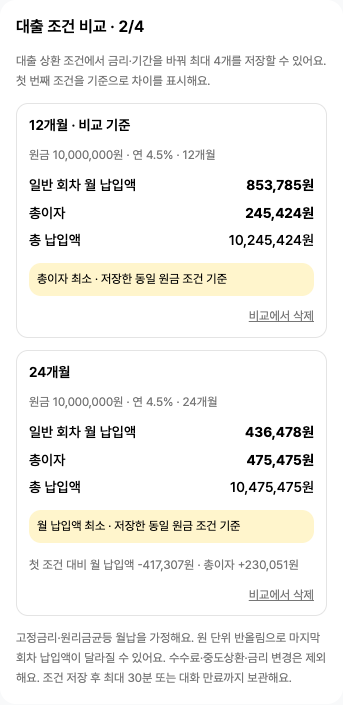 대출 조건 비교 · 2/4
대출 상환 조건에서 금리·기간을 바꿔 최대 4개를 저장할 수 있어요.
첫 번째 조건을 기준으로 차이를 표시해요.
12개월 · 비교 기준
원금 10,000,000원 · 연 4.5% · 12개월
일반 회차 월 납입액 853,785원
총이자 245,424원
총 납입액 10,245,424원
총이자 최소 · 저장한 동일 원금 조건 기준
비교에서 삭제
24개월
원금 10,000,000원 · 연 4.5% · 24개월
일반 회차 월 납입액 436,478원
총이자 475,475원
총 납입액 10,475,475원
월 납입액 최소 · 저장한 동일 원금 조건 기준
첫 조건 대비 월 납입액 -417,307원 · 총이자 +230,051원
비교에서 삭제
고정금리·원리금균등 월납을 가정해요. 원 단위 반올림으로 마지막
회차 납입액이 달라질 수 있어요. 수수료·중도상환·금리 변경은 제외
해요. 조건 저장 후 최대 30분 또는 대화 만료까지 보관해요.